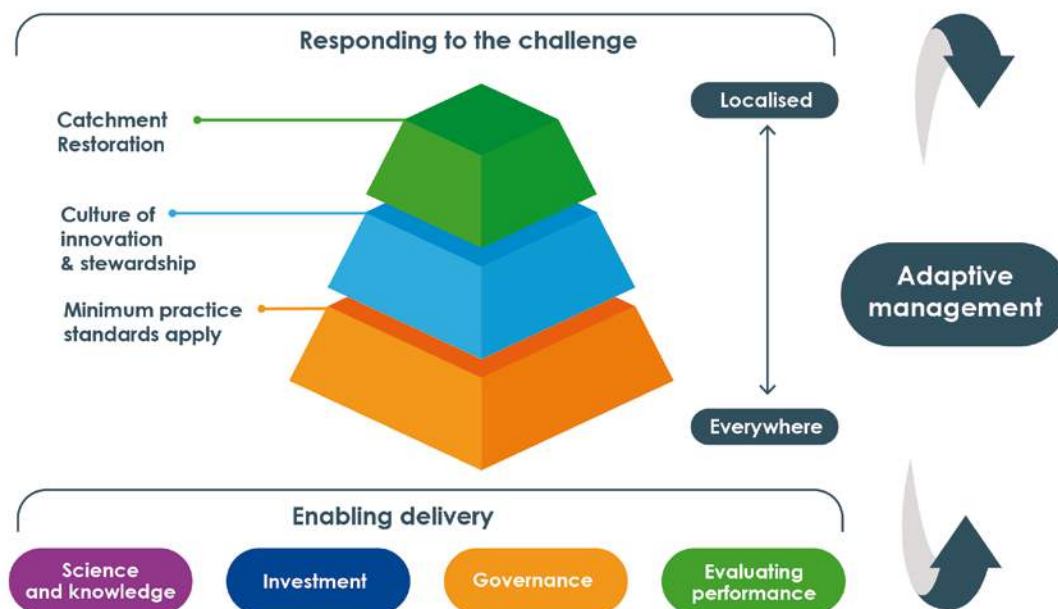 Responding to the challenge
Catchment
Restoration
Culture of
innovation
& stewardship
Minimum practice
standards apply
Localised
Everywhere
Adaptive
management
Enabling delivery
Science
and knowledge
Investment
Governance
Evaluating
performance